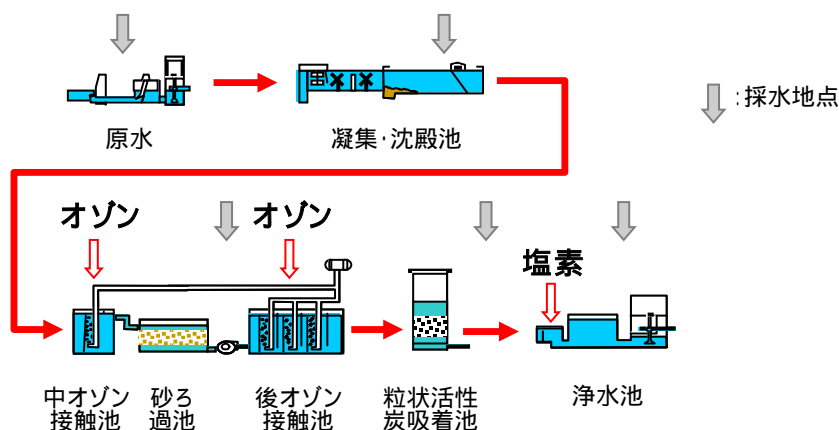 :採水地点
原水
凝集・沈殿池
オゾン
オゾン
塩素
中オゾン
接触池
砂ろ
過池
後オゾン
接触池
粒状活性
炭吸着池
浄水池